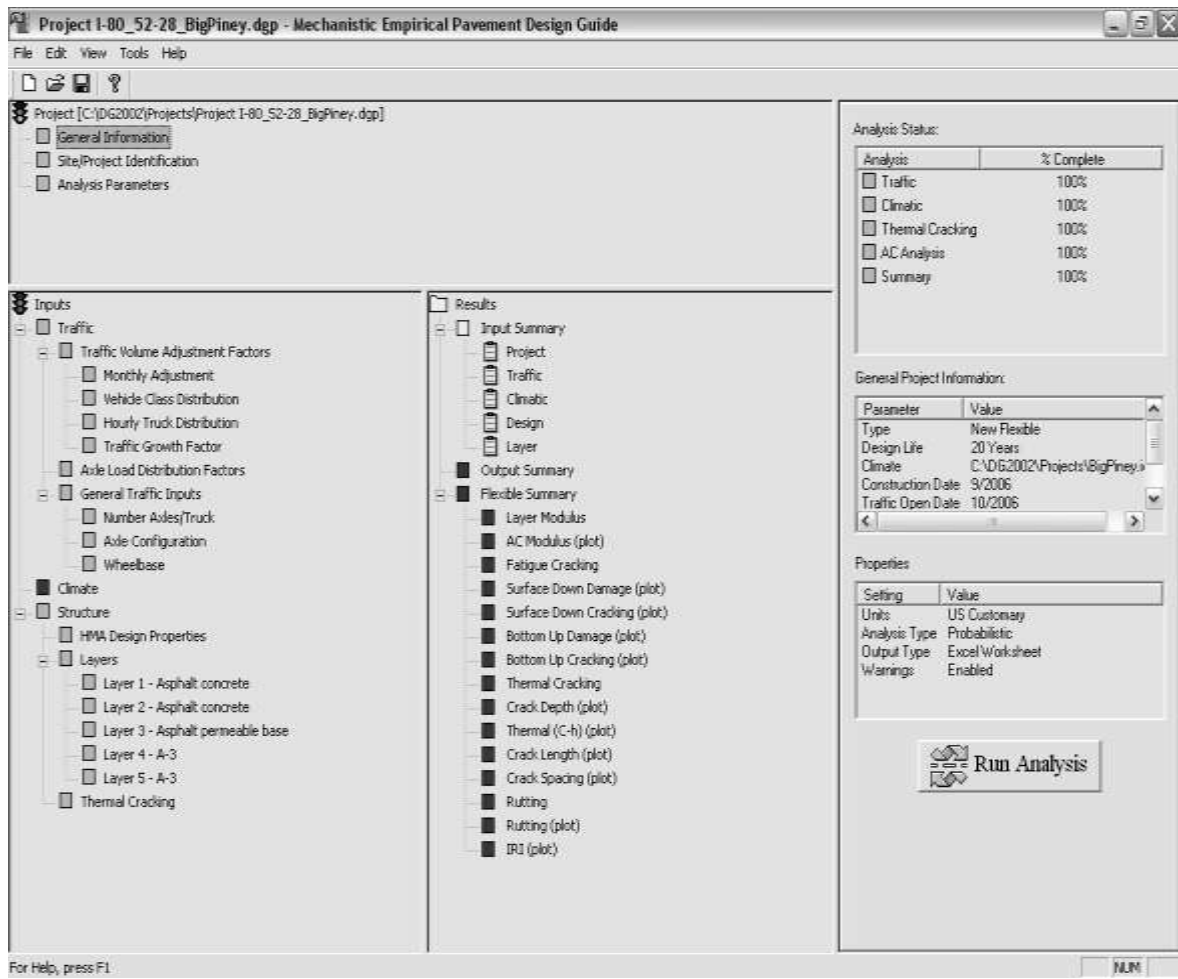 Project I-80_52-28_BigPiney.dgp - Mechanistic Empirical Pavement Design Guide
File Edit View Tools Help
Project [C:\DG2002\Projects\Project I-80_52-28_BigPiney.dgp]
General Information
Site/Project Identification
Analysis Parameters
Inputs
Traffic
Traffic Volume Adjustment Factors
Monthly Adjustment
Vehicle Class Distribution
Hourly Truck Distribution
Traffic Growth Factor
Axle Load Distribution Factors
General Traffic Inputs
Number Axles/Truck
Axle Configuration
Wheelbase
Climate
Structure
HMA Design Properties
Layers
Layer 1 - Asphalt concrete
Layer 2 - Asphalt concrete
Layer 3 - Asphalt permeable base
Layer 4 - A-3
Layer 5 - A-3
Thermal Cracking
Results
Input Summary
Project
Traffic
Climatic
Design
Layer
Output Summary
Flexible Summary
Layer Modulus
AC Modulus (plot)
Fatigue Cracking
Surface Down Damage (plot)
Surface Down Cracking (plot)
Bottom Up Damage (plot)
Bottom Up Cracking (plot)
Thermal Cracking
Crack Depth (plot)
Thermal (C-h) (plot)
Crack Length (plot)
Crack Spacing (plot)
Rutting
Rutting (plot)
IRI (plot)
Analysis Status:
Analysis % Complete
Traffic 100%
Climatic 100%
Thermal Cracking 100%
AC Analysis 100%
Summary 100%
General Project Information:
Parameter Value
Type New Flexible
Design Life 20 Years
Climate C:\DG2002\Projects\BigPiney.i
Construction Date 9/2006
Traffic Open Date 10/2006
Properties
Setting Value
Units US Customary
Analysis Type Probabilistic
Output Type Excel Worksheet
Warnings Enabled
Run Analysis
For Help, press F1
NUM